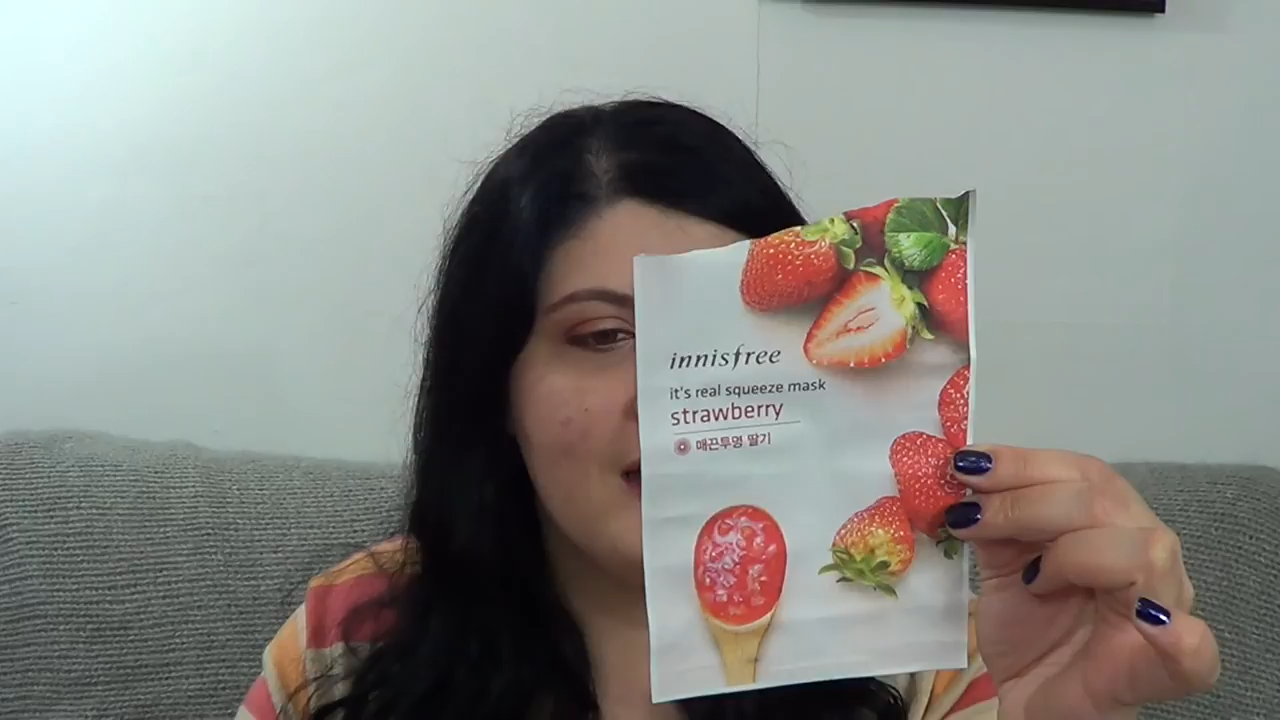 innisfree
it's real squeeze mask
strawberry
매끈투명 딸기